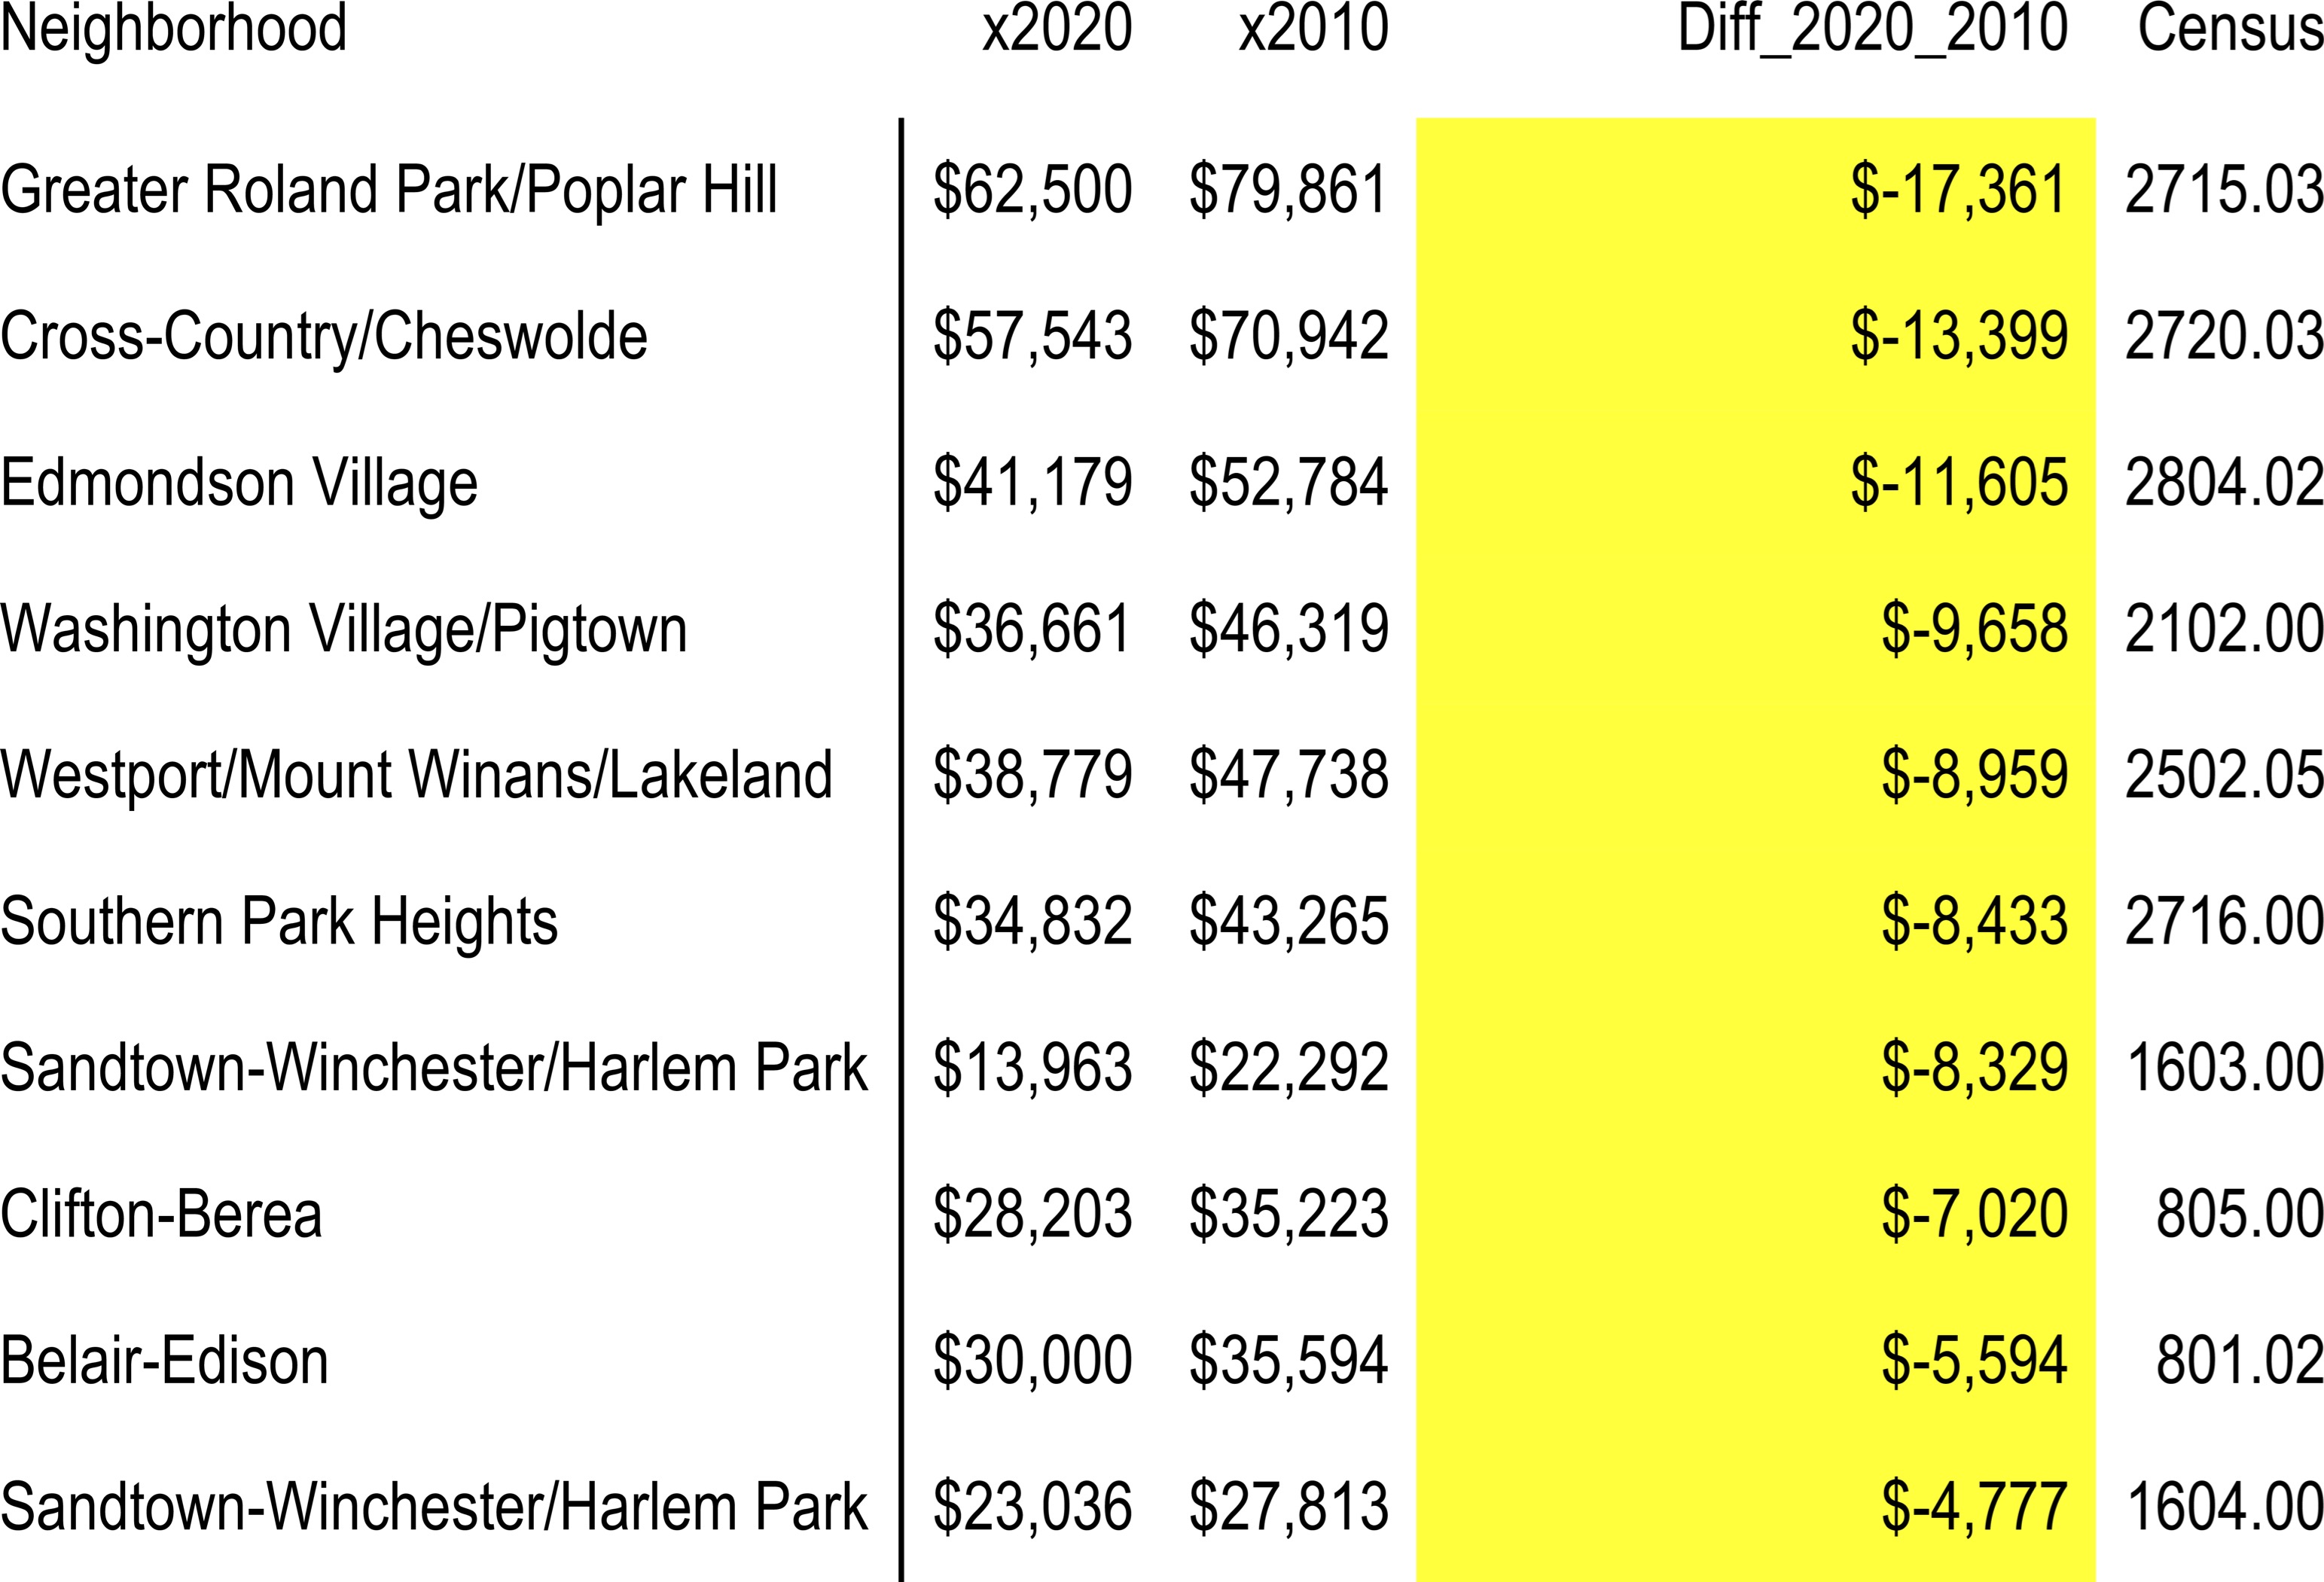 Neighborhood x2020 x2010 Diff_2020_2010 Census
Greater Roland Park/Poplar Hill $62,500 $79,861 $-17,361 2715.03
Cross-Country/Cheswolde $57,543 $70,942 $-13,399 2720.03
Edmondson Village $41,179 $52,784 $-11,605 2804.02
Washington Village/Pigtown $36,661 $46,319 $-9,658 2102.00
Westport/Mount Winans/Lakeland $38,779 $47,738 $-8,959 2502.05
Southern Park Heights $34,832 $43,265 $-8,433 2716.00
Sandtown-Winchester/Harlem Park $13,963 $22,292 $-8,329 1603.00
Clifton-Berea $28,203 $35,223 $-7,020 805.00
Belair-Edison $30,000 $35,594 $-5,594 801.02
Sandtown-Winchester/Harlem Park $23,036 $27,813 $-4,777 1604.00